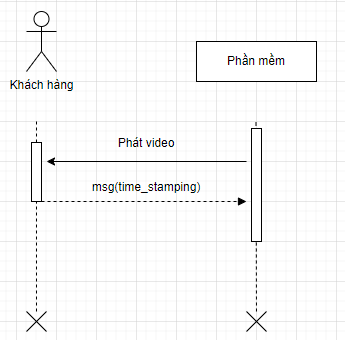 Khách hàng
Phần mềm
Phát video
msg(time_stamping)